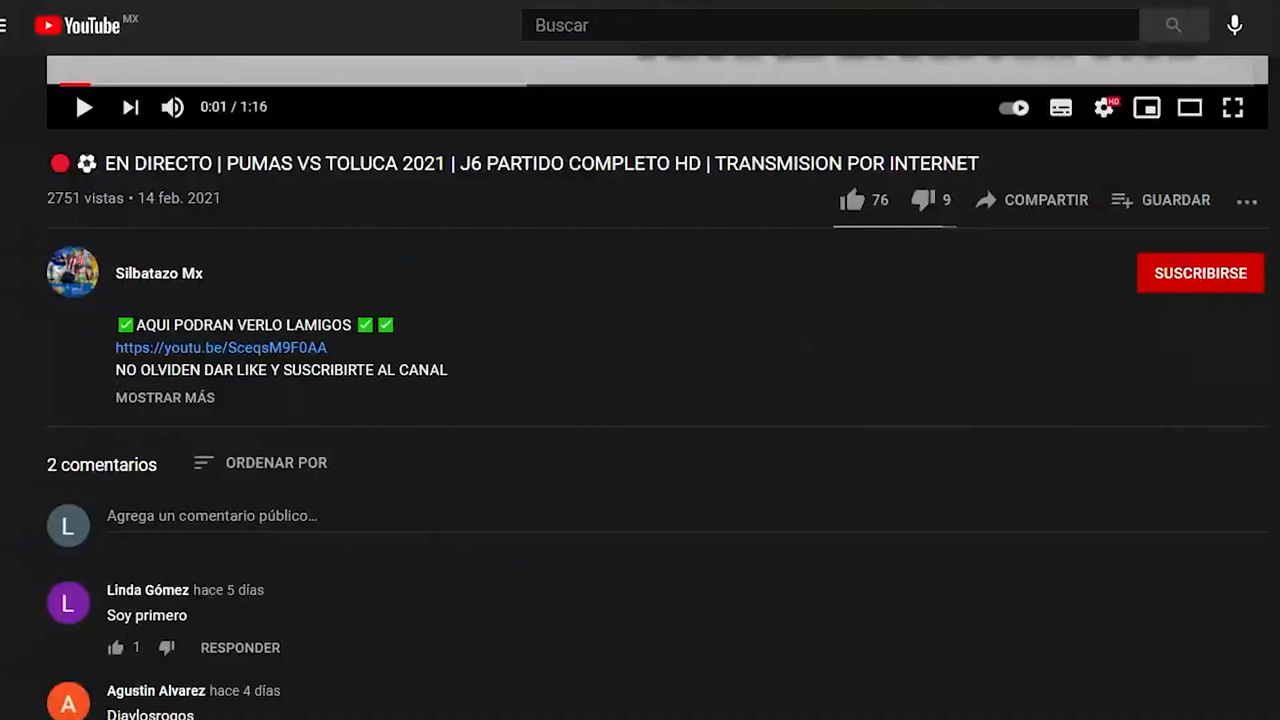 YouTube MX
Buscar
0:01 / 1:16
HD
EN DIRECTO | PUMAS VS TOLUCA 2021 | J6 PARTIDO COMPLETO HD | TRANSMISION POR INTERNET
2751 vistas • 14 feb. 2021
76 9 COMPARTIR GUARDAR
Silbatazo Mx
SUSCRIBIRSE
✅AQUI PODRAN VERLO LAMIGOS ✅ ✅
https://youtu.be/SceqsM9F0AA
NO OLVIDEN DAR LIKE Y SUSCRIBIRTE AL CANAL
MOSTRAR MÁS
2 comentarios ORDENAR POR
L
Agrega un comentario público...
L
Linda Gómez hace 5 días
Soy primero
1 RESPONDER
A
Agustin Alvarez hace 4 días
Diaylosrogos